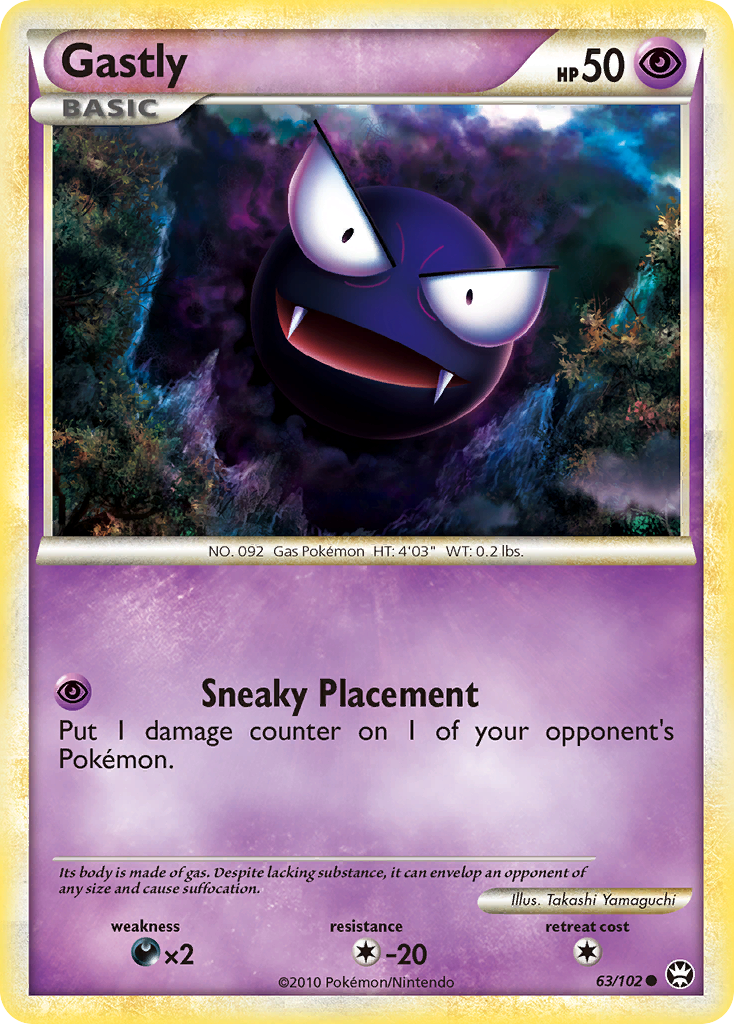 Gastly
HP 50
BASIC
NO. 092 Gas Pokémon HT: 4'03" WT: 0.2 lbs.
Sneaky Placement
Put 1 damage counter on 1 of your opponent's
Pokémon.
Its body is made of gas. Despite lacking substance, it can envelop an opponent of
any size and cause suffocation.
Illus. Takashi Yamaguchi
weakness resistance retreat cost
×2 -20
©2010 Pokémon/Nintendo 63/102